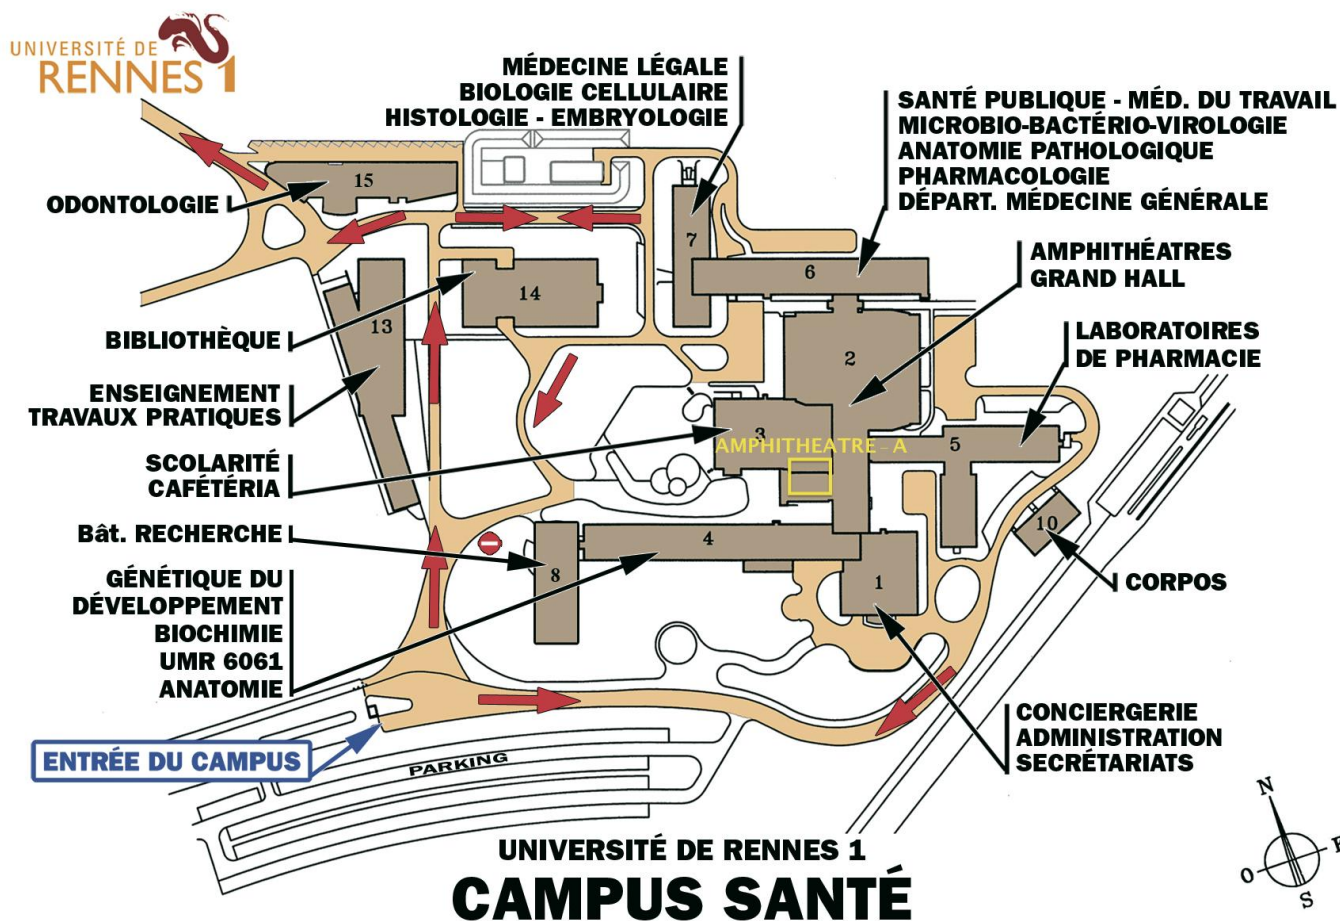 UNIVERSITÉ DE
RENNES 1
MÉDECINE LÉGALE
BIOLOGIE CELLULAIRE
HISTOLOGIE - EMBRYOLOGIE
SANTÉ PUBLIQUE - MÉD. DU TRAVAIL
MICROBIO-BACTÉRIO-VIROLOGIE
ANATOMIE PATHOLOGIQUE
PHARMACOLOGIE
DÉPART. MÉDECINE GÉNÉRALE
ODONTOLOGIE
15
7
6
AMPHITHÉATRES
GRAND HALL
14
13
BIBLIOTHÈQUE
2
LABORATOIRES
DE PHARMACIE
ENSEIGNEMENT
TRAVAUX PRATIQUES
3
AMPHITHEATRE - A
5
SCOLARITÉ
CAFÉTÉRIA
10
Bât. RECHERCHE
4
8
1
CORPOS
GÉNÉTIQUE DU
DÉVELOPPEMENT
BIOCHIMIE
UMR 6061
ANATOMIE
CONCIERGERIE
ADMINISTRATION
SECRÉTARIATS
ENTRÉE DU CAMPUS
PARKING
N
E
O
S
UNIVERSITÉ DE RENNES 1
CAMPUS SANTÉ